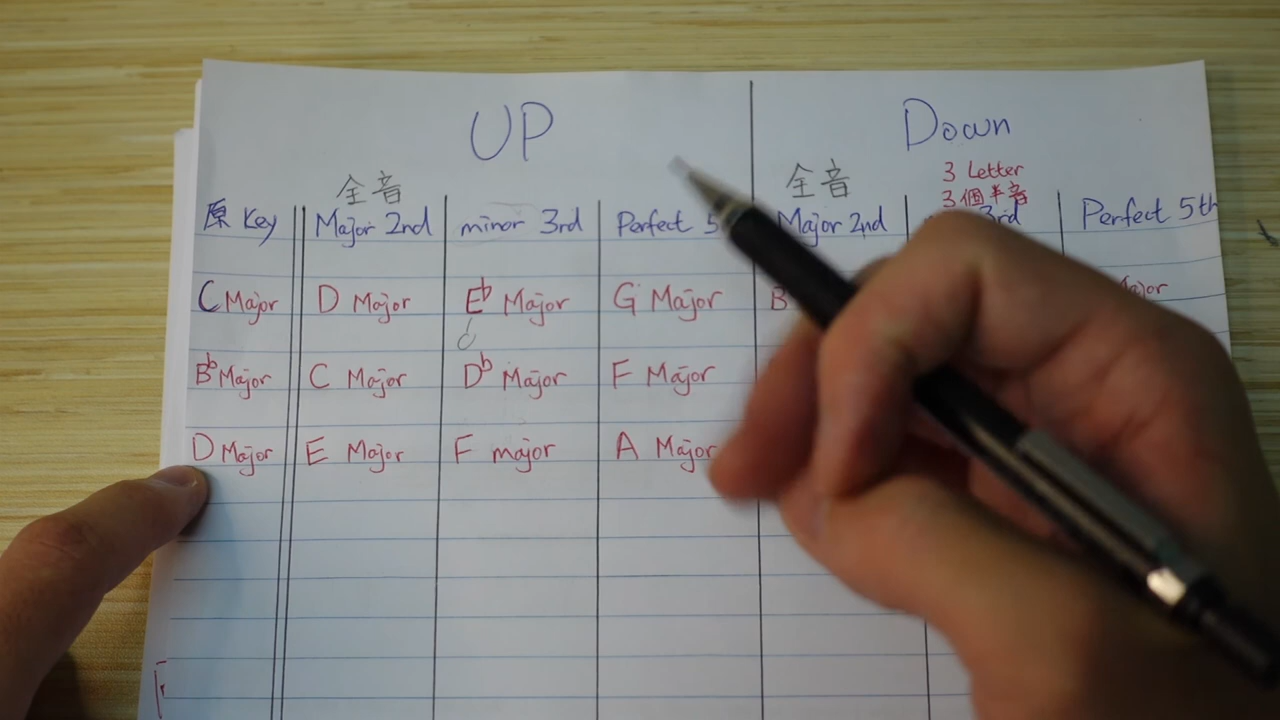 UP Down
全音 全音 3 Letter
3個半音
原 Key Major 2nd minor 3rd Perfect Major 2nd 3rd Perfect 5th
C Major D Major E♭ Major G Major B
B♭ Major C Major D♭ Major F Major
D Major E Major F major A Major